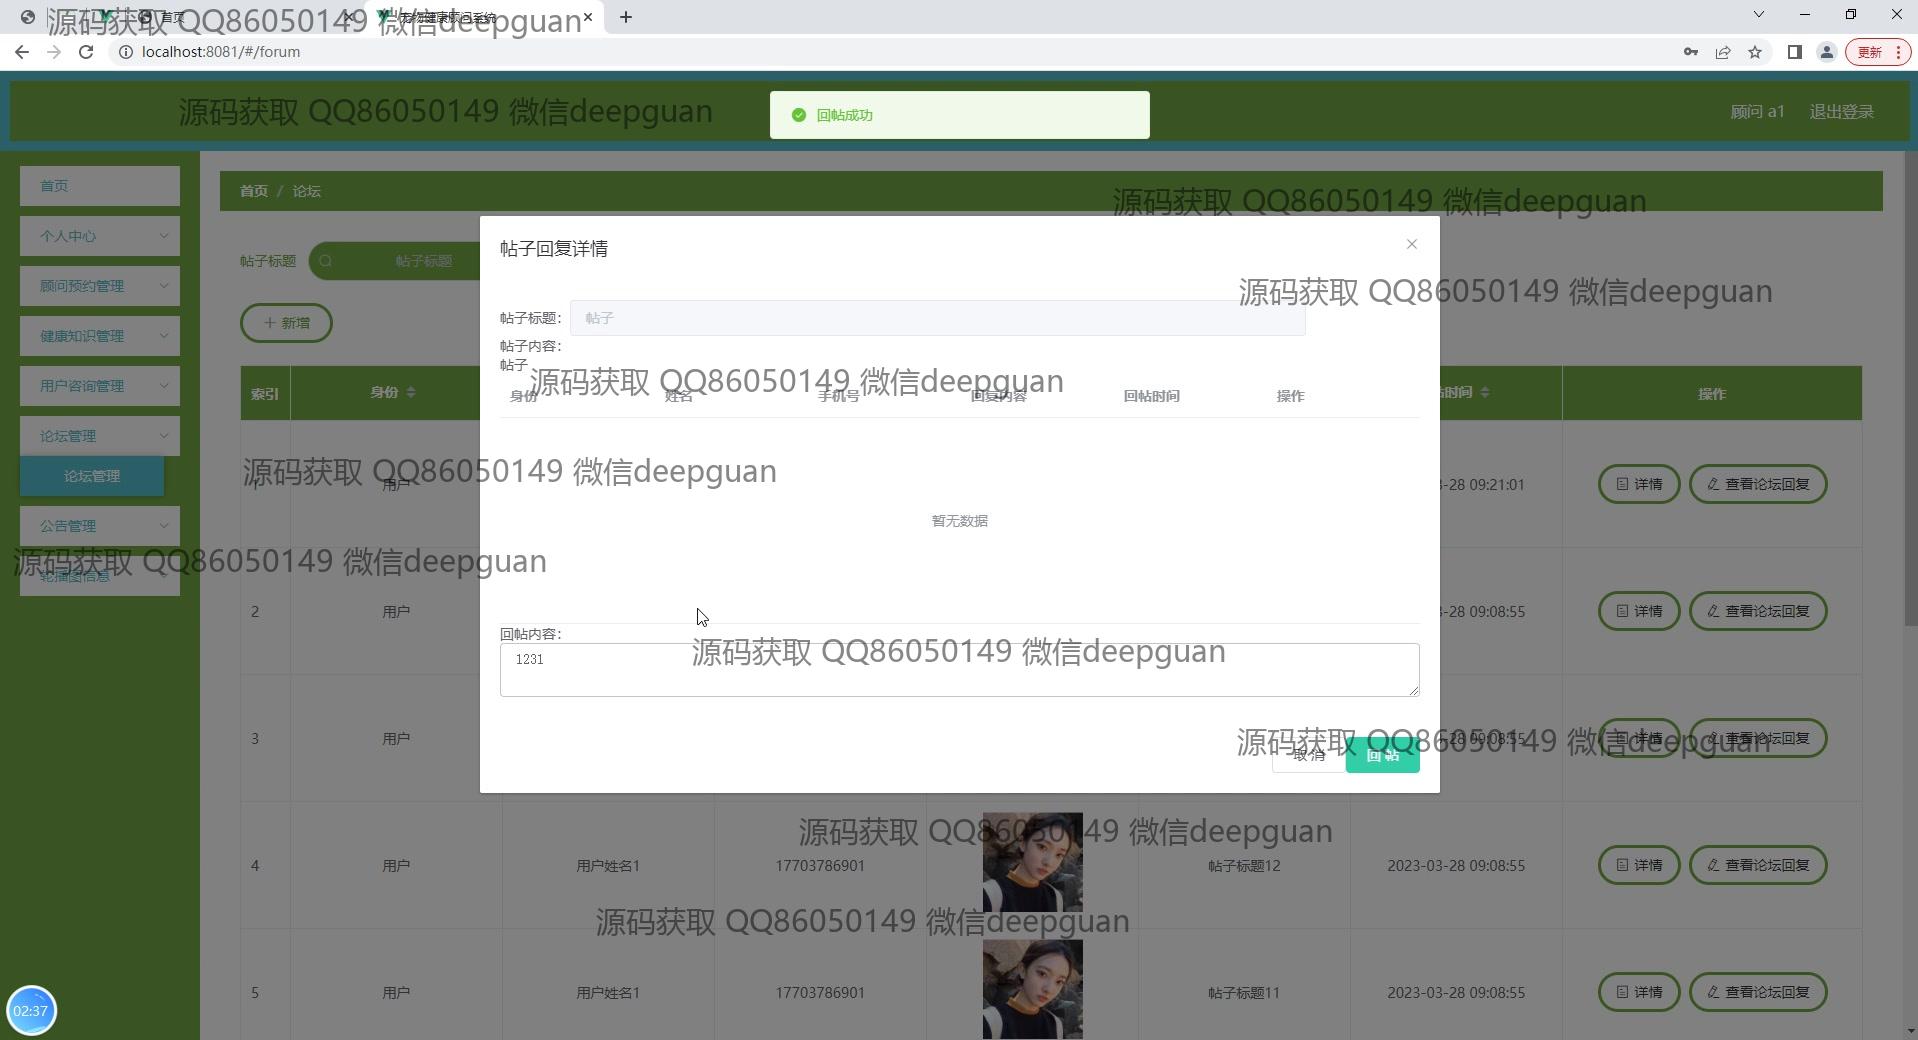 首页
宠物健康顾问系统
源码获取 QQ86050149 微信deepguan
localhost:8081/#/forum
更新
源码获取 QQ86050149 微信deepguan
回帖成功
顾问 a1
退出登录
首页
首页 / 论坛
源码获取 QQ86050149 微信deepguan
个人中心
帖子回复详情
帖子标题
帖子标题
顾问预约管理
源码获取 QQ86050149 微信deepguan
新增
帖子标题:
帖子
健康知识管理
帖子内容:
帖子
源码获取 QQ86050149 微信deepguan
用户咨询管理
索引
身份
身份
姓名
手机号
回复内容
回帖时间
操作
帖时间
操作
论坛管理
论坛管理
源码获取 QQ86050149 微信deepguan
1
用户
-28 09:21:01
详情
查看论坛回复
公告管理
暂无数据
源码获取 QQ86050149 微信deepguan
轮播图信息
2
用户
-28 09:08:55
详情
查看论坛回复
回帖内容:
1231
源码获取 QQ86050149 微信deepguan
3
用户
-28 09:08:55
详情
查看论坛回复
源码获取 QQ86050149 微信deepguan
取消
回帖
源码获取 QQ86050149 微信deepguan
4
用户
用户姓名1
17703786901
帖子标题12
2023-03-28 09:08:55
详情
查看论坛回复
源码获取 QQ86050149 微信deepguan
5
用户
用户姓名1
17703786901
帖子标题11
2023-03-28 09:08:55
详情
查看论坛回复
02:37